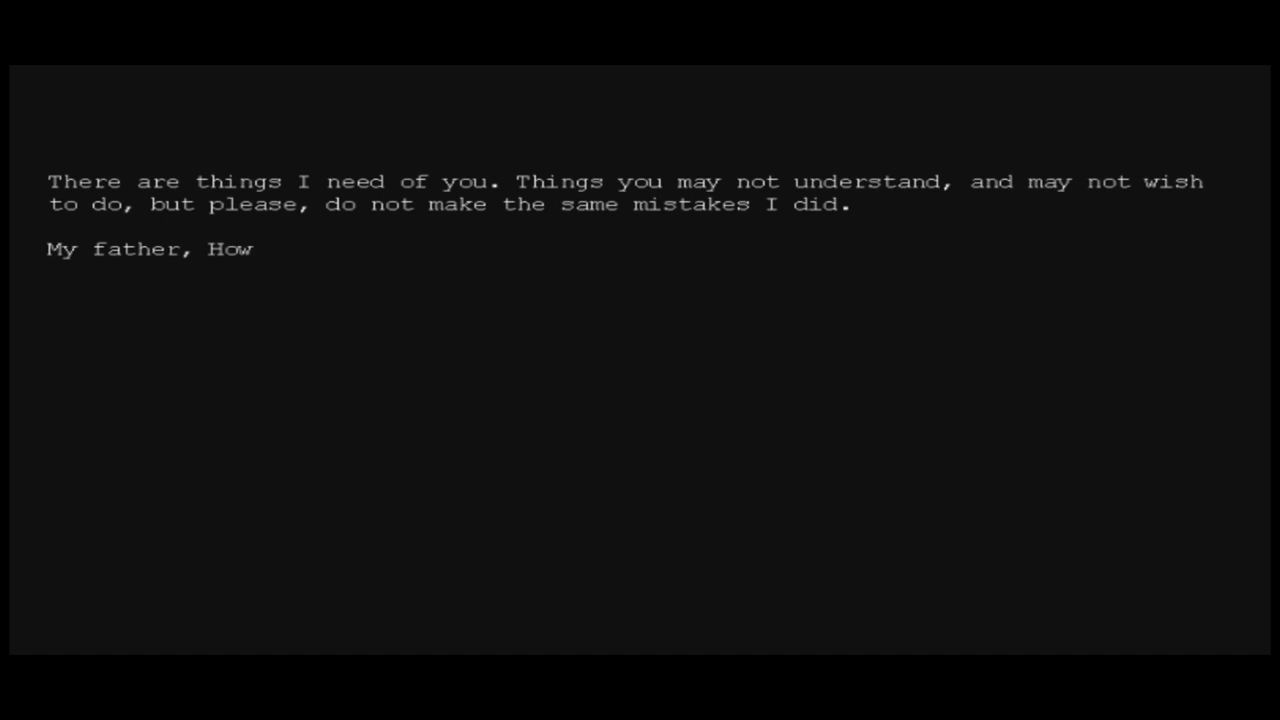 There are things I need of you. Things you may not understand, and may not wish
to do, but please, do not make the same mistakes I did.
My father, How